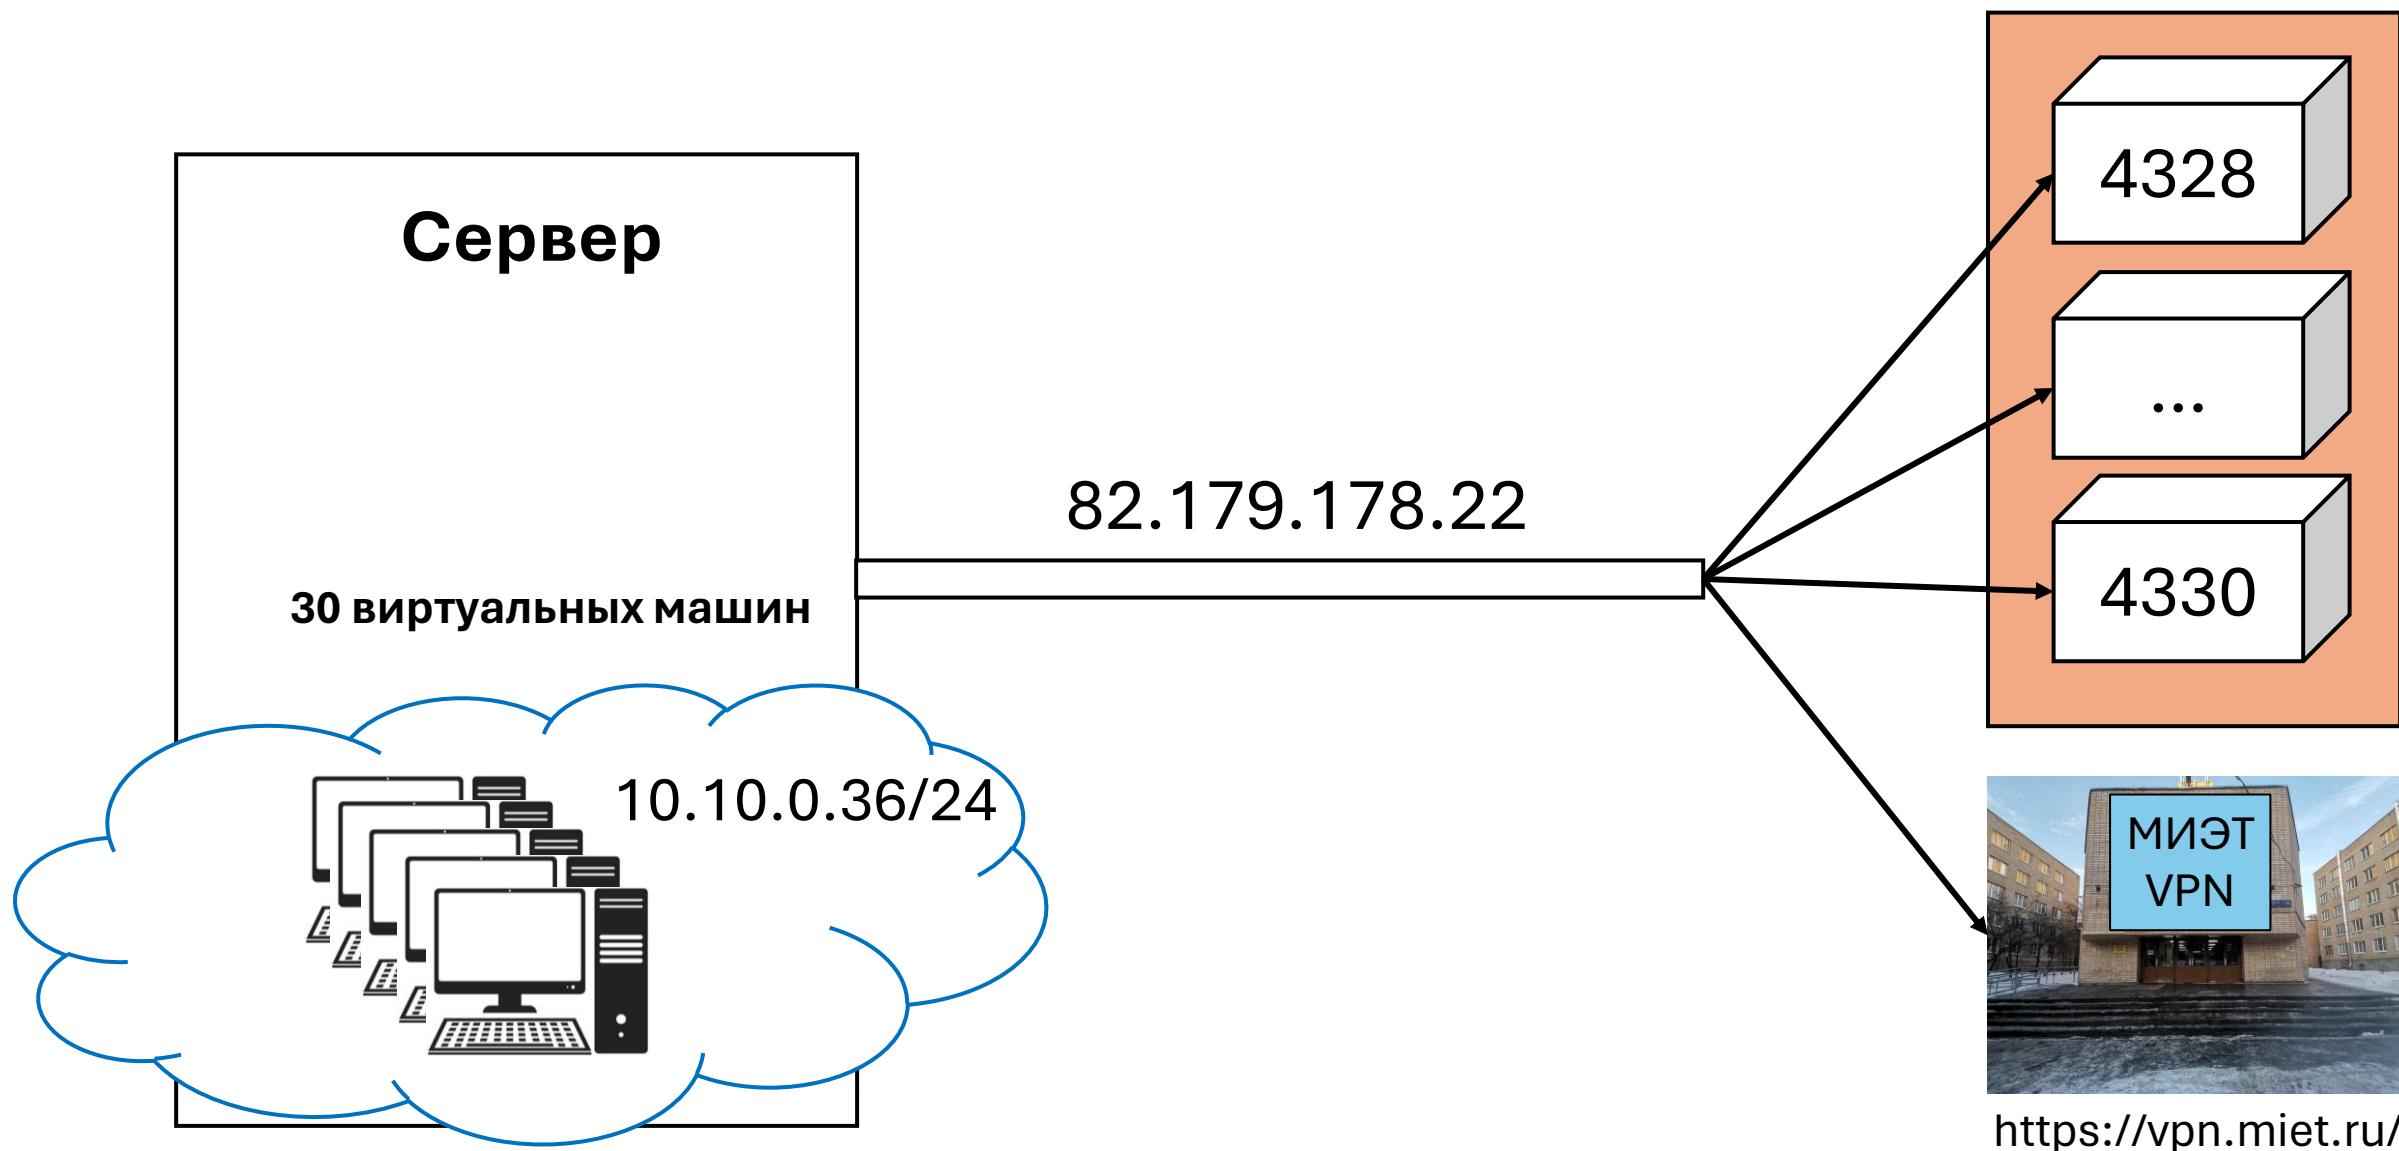 Сервер
30 виртуальных машин
10.10.0.36/24
82.179.178.22
4328
...
4330
МИЭТ
VPN
https://vpn.miet.ru/